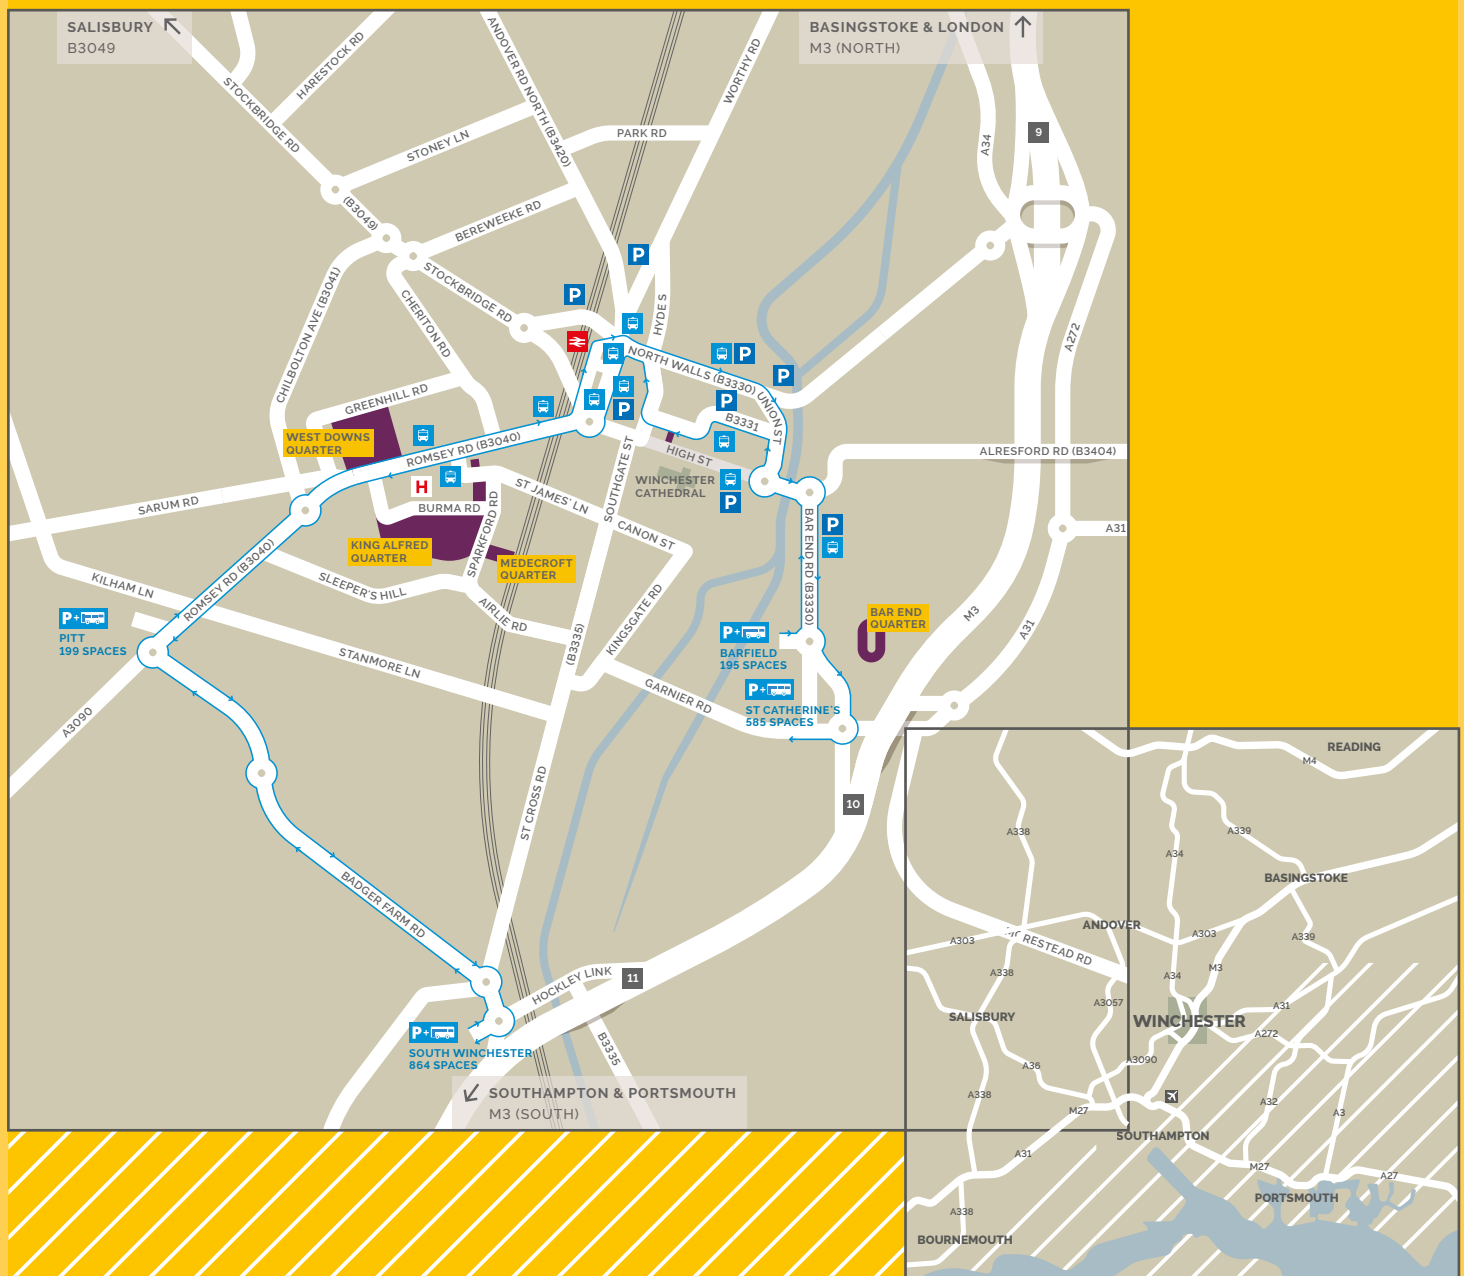 SALISBURY
B3049
BASINGSTOKE & LONDON
M3 (NORTH)
HARESTOCK RD
STOCKBRIDGE RD
ANDOVER RD NORTH (B3420)
WORTHY RD
STONEY LN
PARK RD
A34
9
(B3049)
BEREWEEKE RD
P
P
STOCKBRIDGE RD
CHILBOLTON AVE (B3041)
CHERITON RD
HYDE S
A272
NORTH WALLS (B3330)
P
P
UNION ST
GREENHILL RD
P
P
B3331
WEST DOWNS
QUARTER
ROMSEY RD (B3040)
HIGH ST
ALRESFORD RD (B3404)
SOUTHGATE ST
WINCHESTER
CATHEDRAL
P
H
SARUM RD
BURMA RD
ST JAMES' LN
CANON ST
SPARKFORD RD
BAR END RD (B3330)
P
A31
KING ALFRED
QUARTER
MEDECROFT
QUARTER
ROMSEY RD (B3040)
KILHAM LN
SLEEPER'S HILL
AIRLIE RD
KINGSGATE RD
(B3335)
BAR END
QUARTER
M3
A31
P+
PITT
199 SPACES
P+
BARFIELD
195 SPACES
STANMORE LN
GARNIER RD
P+
ST CATHERINE'S
585 SPACES
A3090
ST CROSS RD
10
BADGER FARM RD
HOCKLEY LINK
11
P+
SOUTH WINCHESTER
864 SPACES
B3335
SOUTHAMPTON & PORTSMOUTH
M3 (SOUTH)
READING
M4
A338
A339
A34
BASINGSTOKE
ANDOVER
A303
RESTEAD RD
A303
A339
A338
A34
M3
A3057
A31
SALISBURY
WINCHESTER
A272
A36
A3090
A338
M27
A32
A3
SOUTHAMPTON
A31
M27
A27
PORTSMOUTH
A338
BOURNEMOUTH